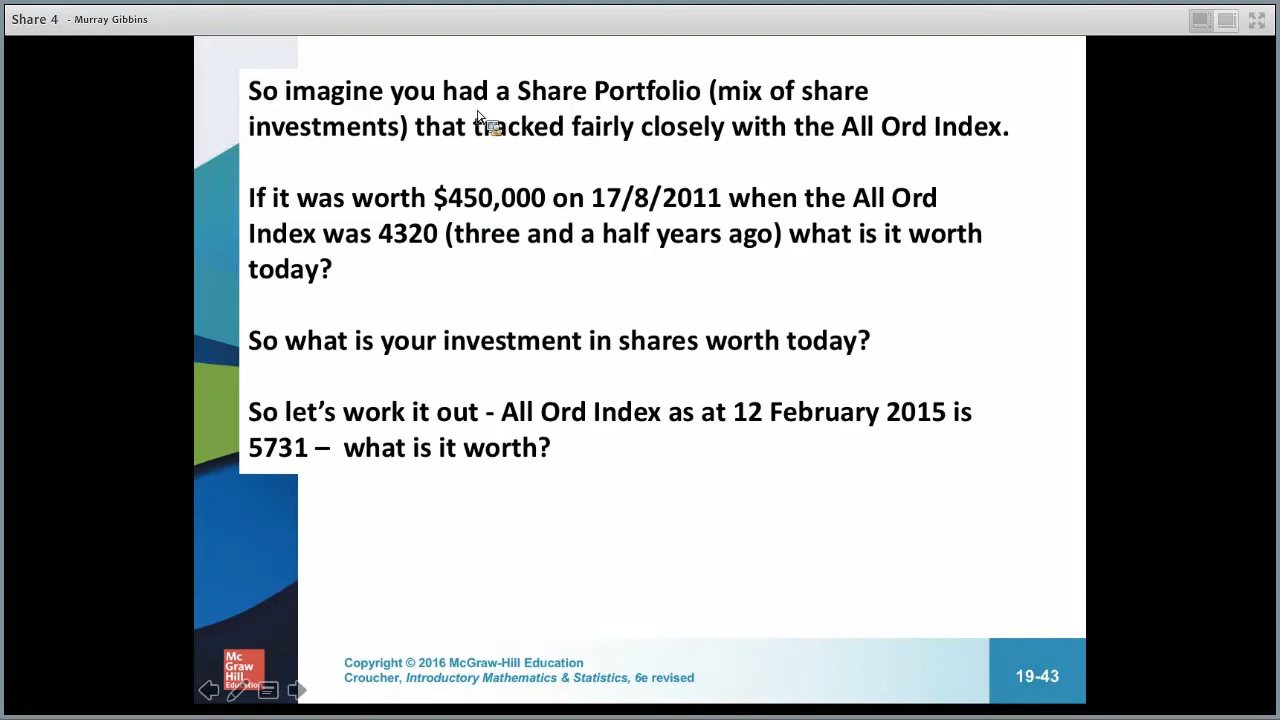 Share 4 - Murray Gibbins
So imagine you had a Share Portfolio (mix of share
investments) that tracked fairly closely with the All Ord Index.
If it was worth $450,000 on 17/8/2011 when the All Ord
Index was 4320 (three and a half years ago) what is it worth
today?
So what is your investment in shares worth today?
So let’s work it out - All Ord Index as at 12 February 2015 is
5731 – what is it worth?
Mc
Graw
Hill
Education
Copyright © 2016 McGraw-Hill Education
Croucher, Introductory Mathematics & Statistics, 6e revised
19-43